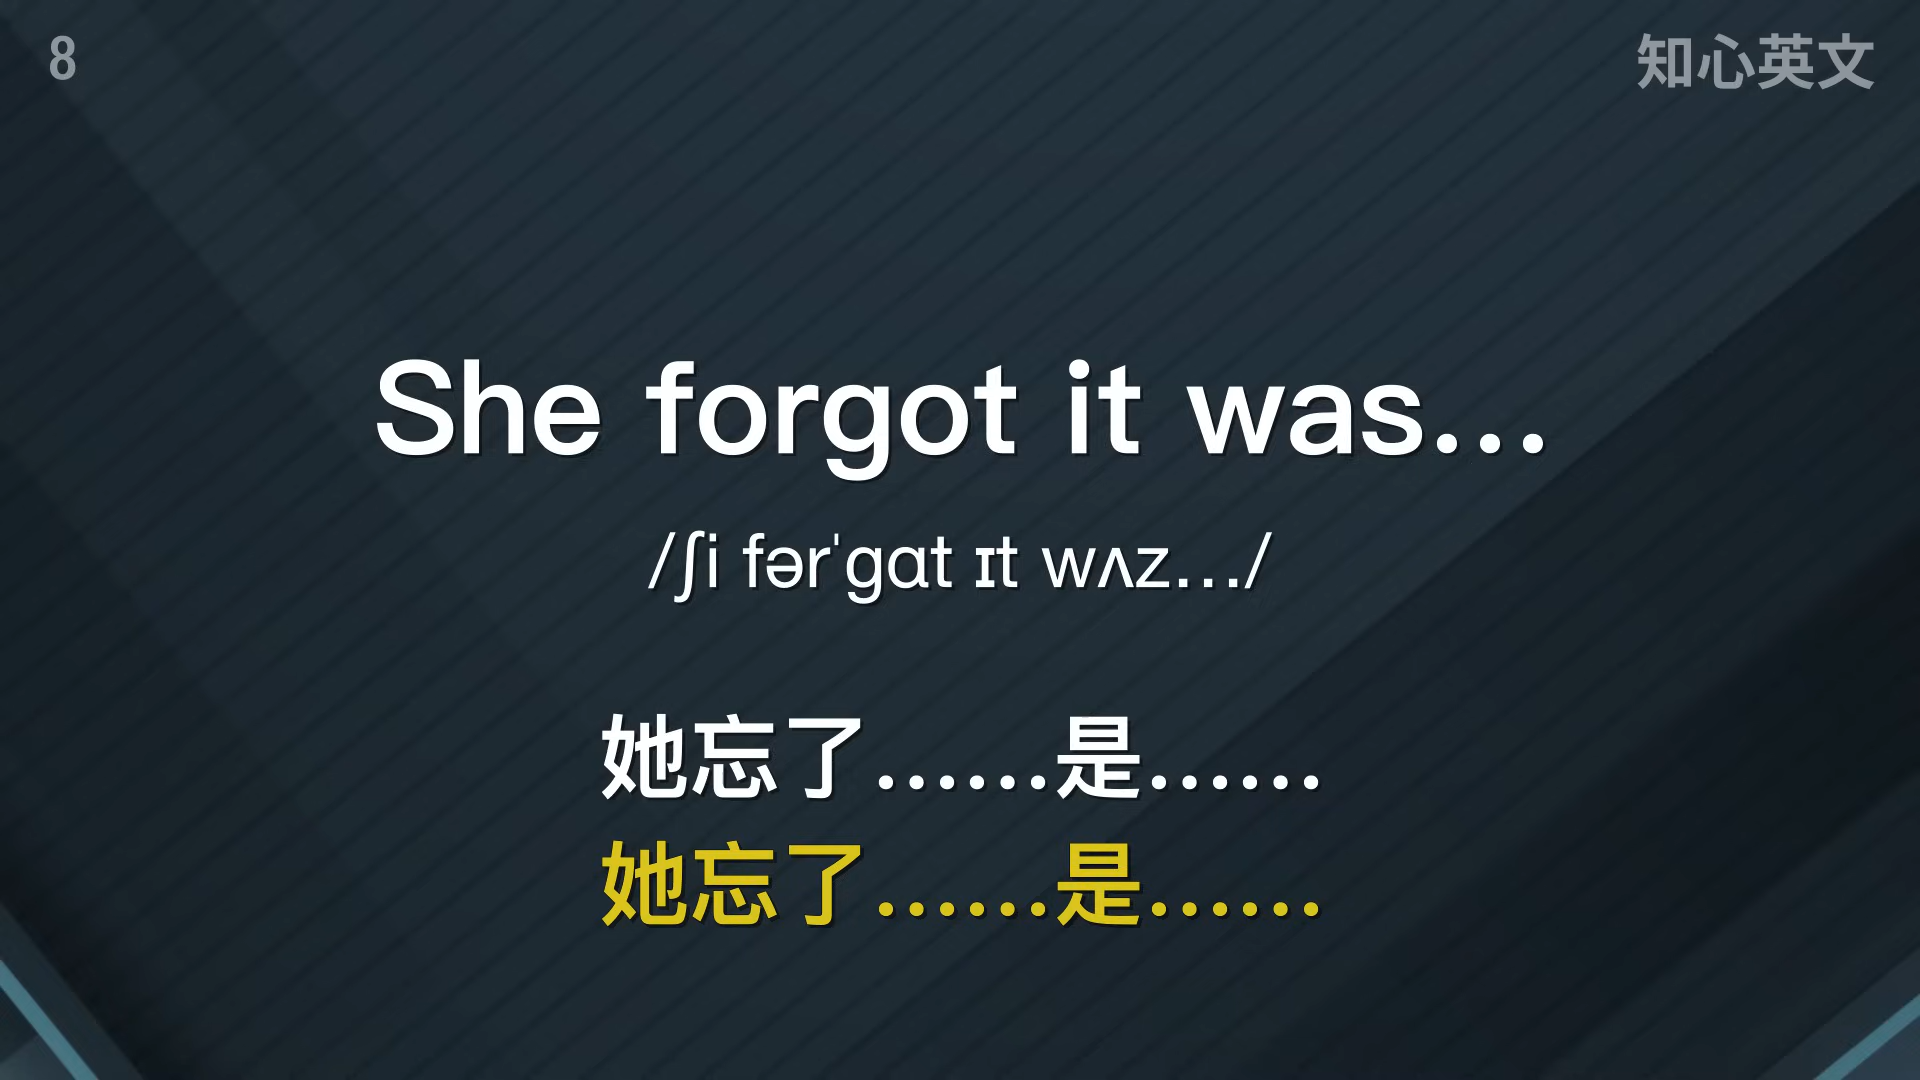 8
知心英文
She forgot it was...
/ʃi fərˈgɑt ɪt wʌz.../
她忘了……是……
她忘了……是……